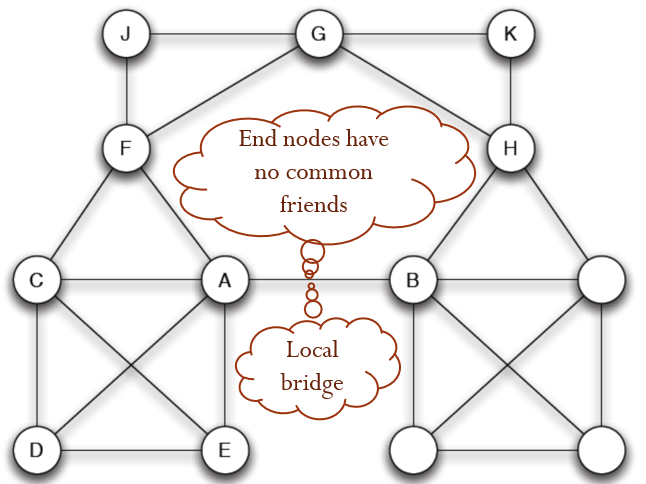 J G K
End nodes have
no common
friends
F H
C A B
Local
bridge
D E